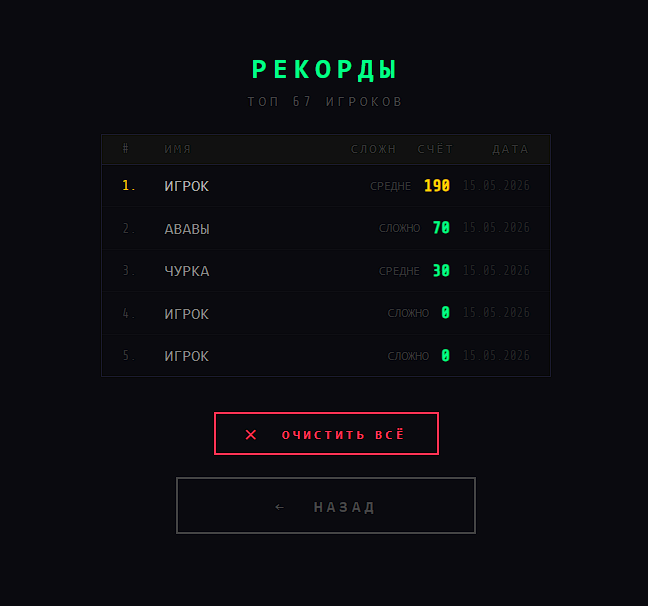 РЕКОРДЫ
ТОП 67 ИГРОКОВ
# ИМЯ СЛОЖН СЧЁТ ДАТА
1. ИГРОК СРЕДНЕ 190 15.05.2026
2. АВАВЫ СЛОЖНО 70 15.05.2026
3. ЧУРКА СРЕДНЕ 30 15.05.2026
4. ИГРОК СЛОЖНО 0 15.05.2026
5. ИГРОК СЛОЖНО 0 15.05.2026
× ОЧИСТИТЬ ВСЁ
← НАЗАД